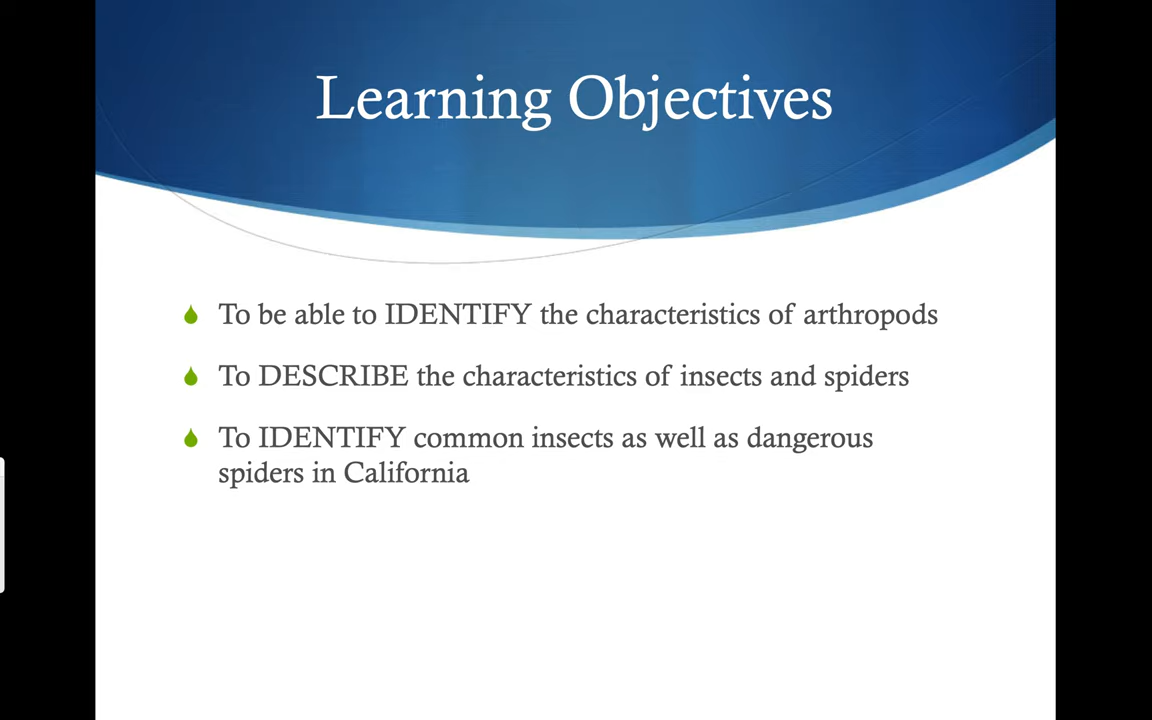 Learning Objectives
To be able to IDENTIFY the characteristics of arthropods
To DESCRIBE the characteristics of insects and spiders
To IDENTIFY common insects as well as dangerous
spiders in California